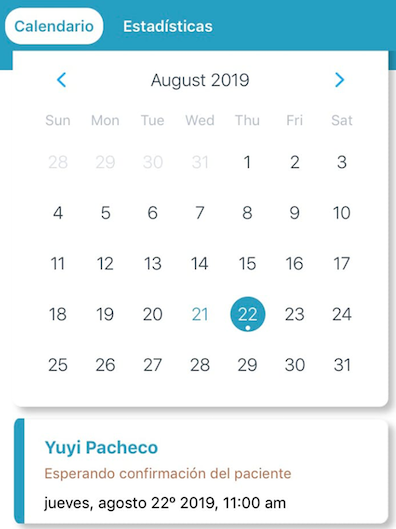 Calendario Estadísticas
August 2019
Sun Mon Tue Wed Thu Fri Sat
28 29 30 31 1 2 3
4 5 6 7 8 9 10
11 12 13 14 15 16 17
18 19 20 21 22 23 24
25 26 27 28 29 30 31
Yuyi Pacheco
Esperando confirmación del paciente
jueves, agosto 22º 2019, 11:00 am